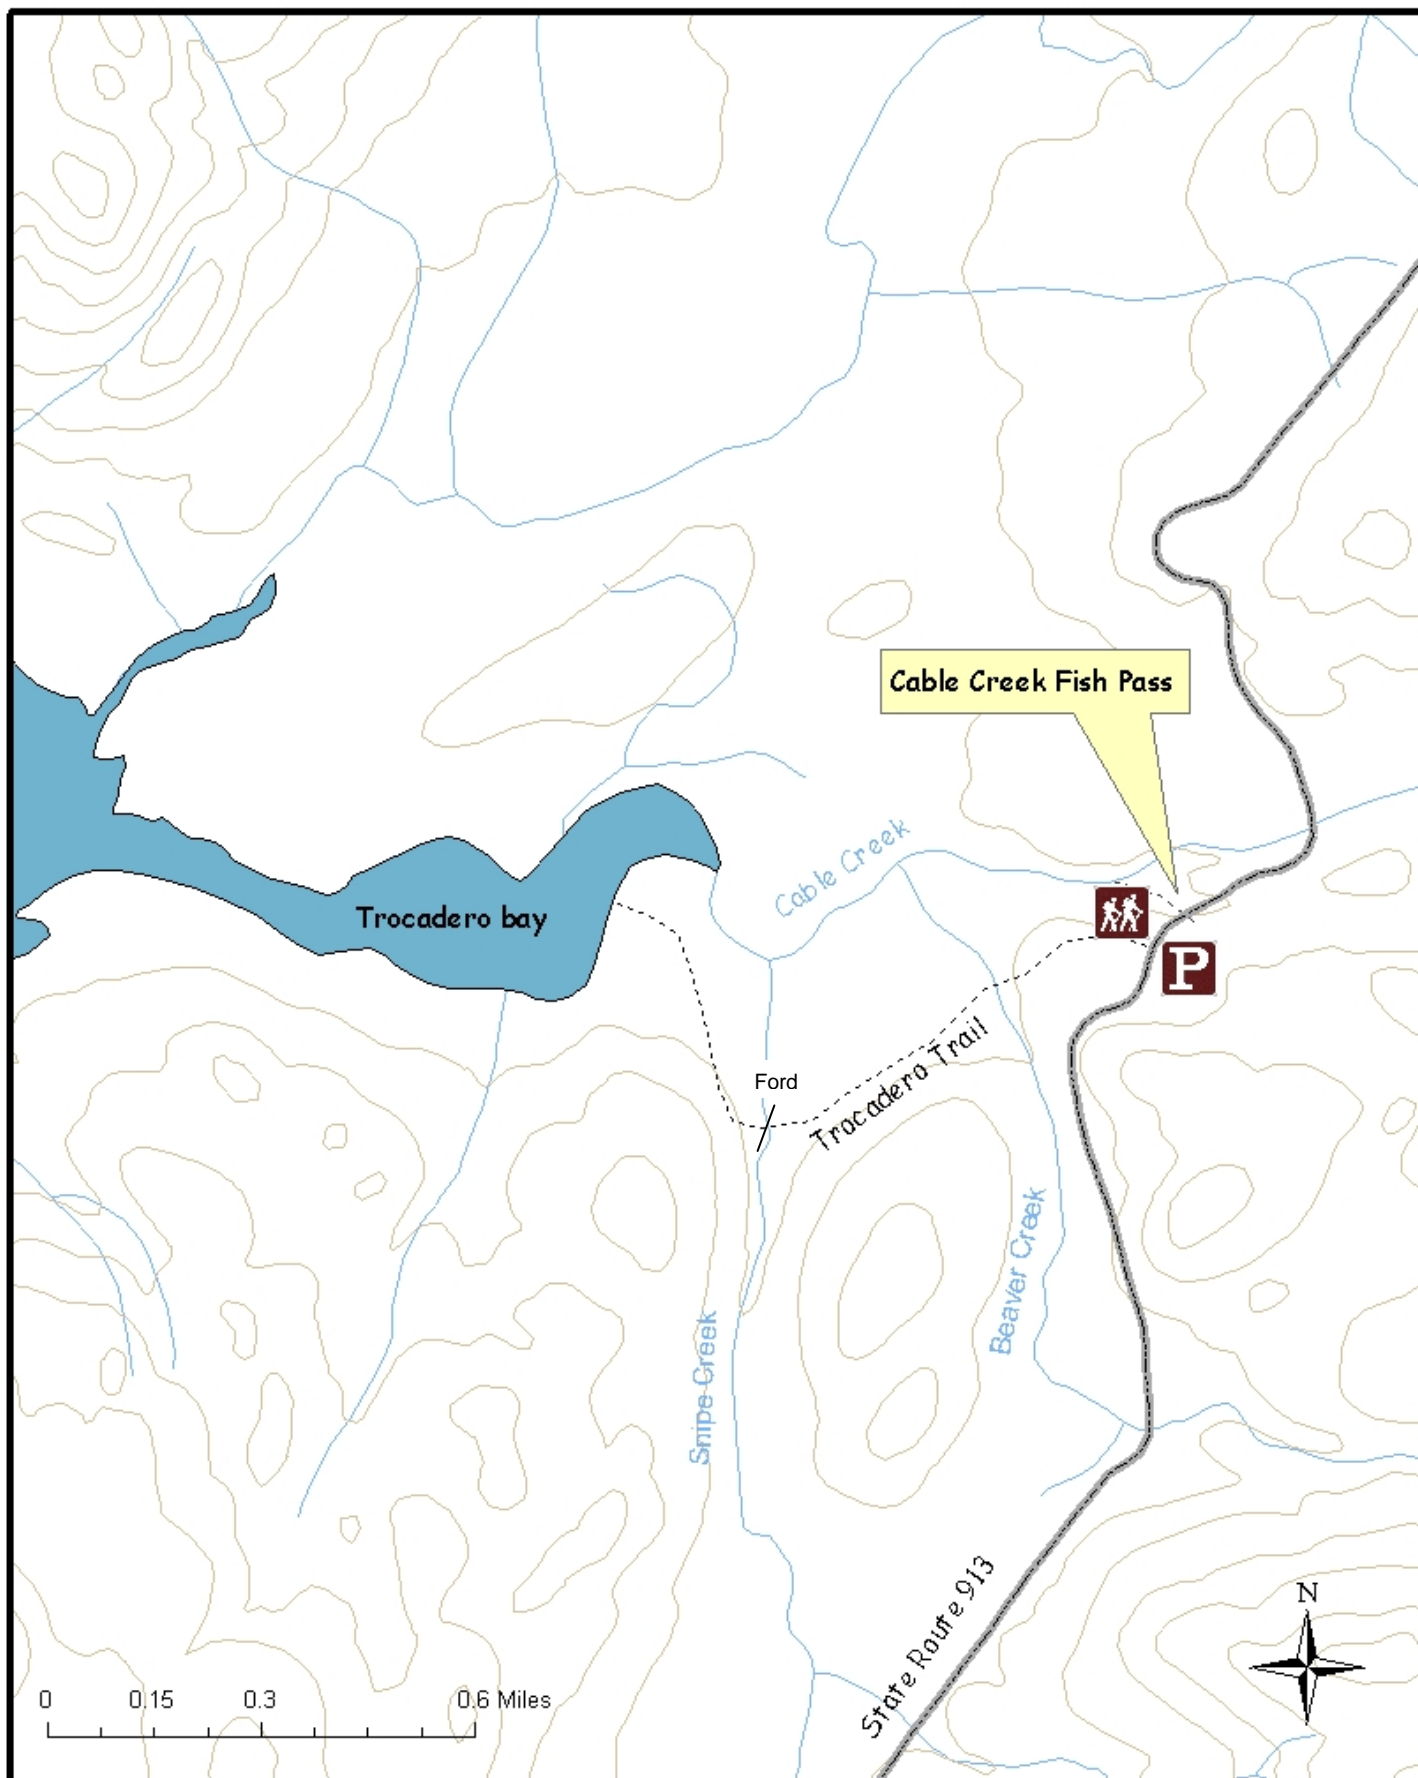 Cable Creek Fish Pass
Cable Creek
Trocadero bay
P
Ford
Trocadero Trail
Beaver Creek
Snipe Creek
State Route 913
N
0 0.15 0.3 0.6 Miles